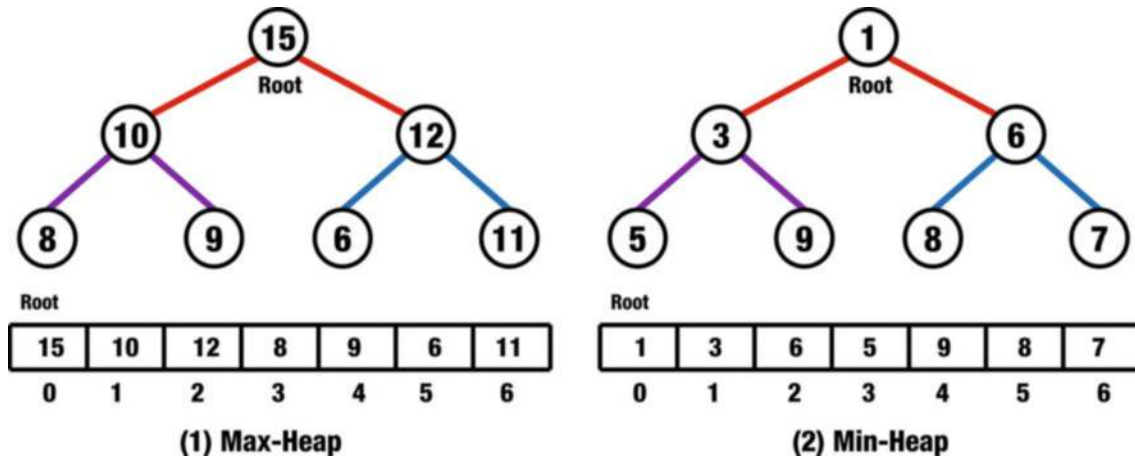 15
Root
10 12
8 9 6 11
Root
15 10 12 8 9 6 11
0 1 2 3 4 5 6
(1) Max-Heap
1
Root
3 6
5 9 8 7
Root
1 3 6 5 9 8 7
0 1 2 3 4 5 6
(2) Min-Heap